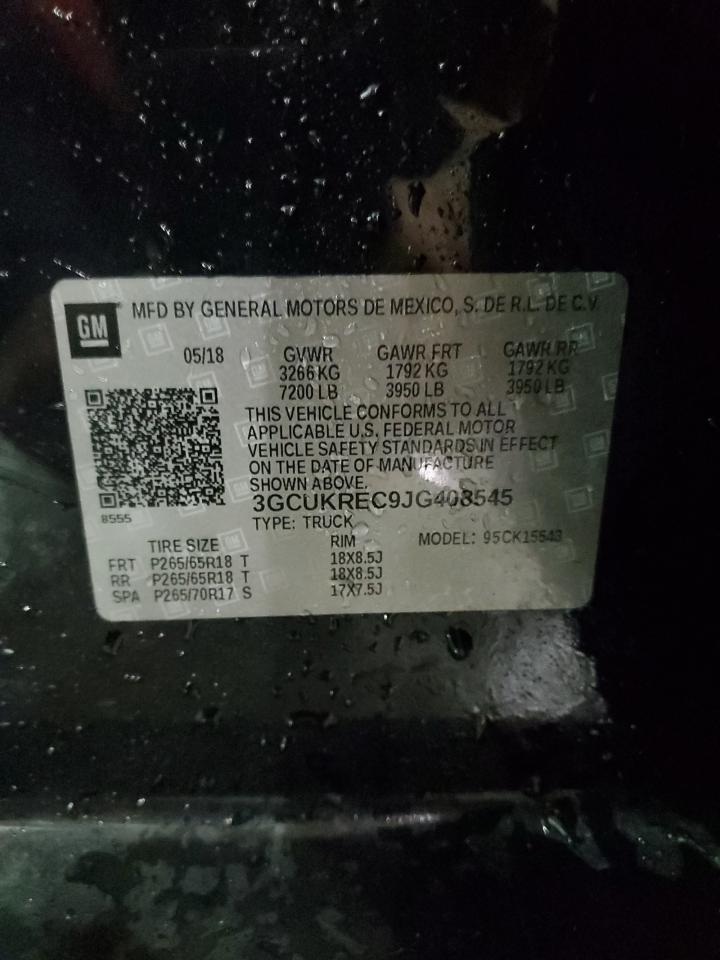 GM MFD BY GENERAL MOTORS DE MEXICO, S. DE R.L. DE C.V.
05/18 GVWR GAWR FRT GAWR RR
3266 KG 1792 KG 1792 KG
7200 LB 3950 LB 3950 LB
THIS VEHICLE CONFORMS TO ALL
APPLICABLE U.S. FEDERAL MOTOR
VEHICLE SAFETY STANDARDS IN EFFECT
ON THE DATE OF MANUFACTURE
SHOWN ABOVE.
3GCUKREC9JG408545
8555 TYPE: TRUCK
TIRE SIZE RIM MODEL: 95CK15543
FRT P265/65R18 T 18X8.5J
RR P265/65R18 T 18X8.5J
SPA P265/70R17 S 17X7.5J